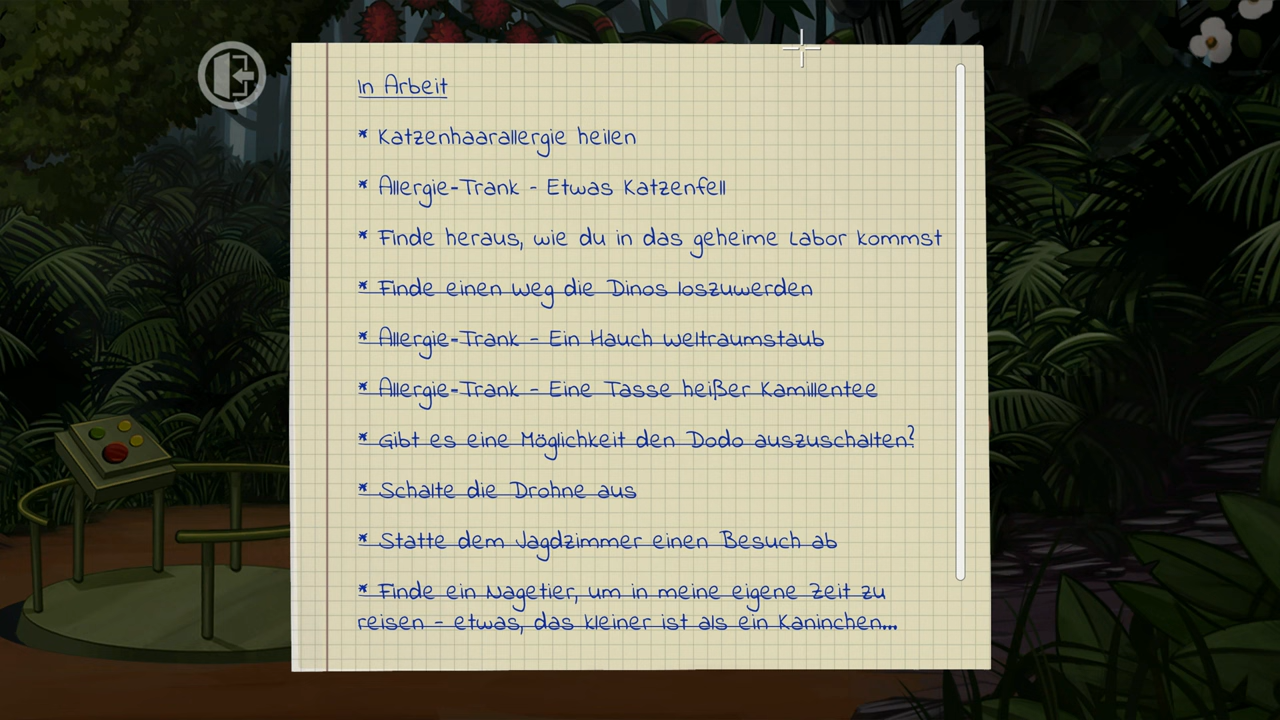 In Arbeit
* Katzenhaarallergie heilen
* Allergie-Trank - Etwas Katzenfell
* Finde heraus, wie du in das geheime Labor kommst
* Finde einen Weg die Dinos loszuwerden
* Allergie-Trank - Ein Hauch Weltraumstaub
* Allergie-Trank - Eine Tasse heißer Kamillentee
* Gibt es eine Möglichkeit den Dodo auszuschalten?
* Schalte die Drohne aus
* Statte dem Jagdzimmer einen Besuch ab
* Finde ein Nagetier, um in meine eigene Zeit zu
reisen - etwas, das kleiner ist als ein Kaninchen...